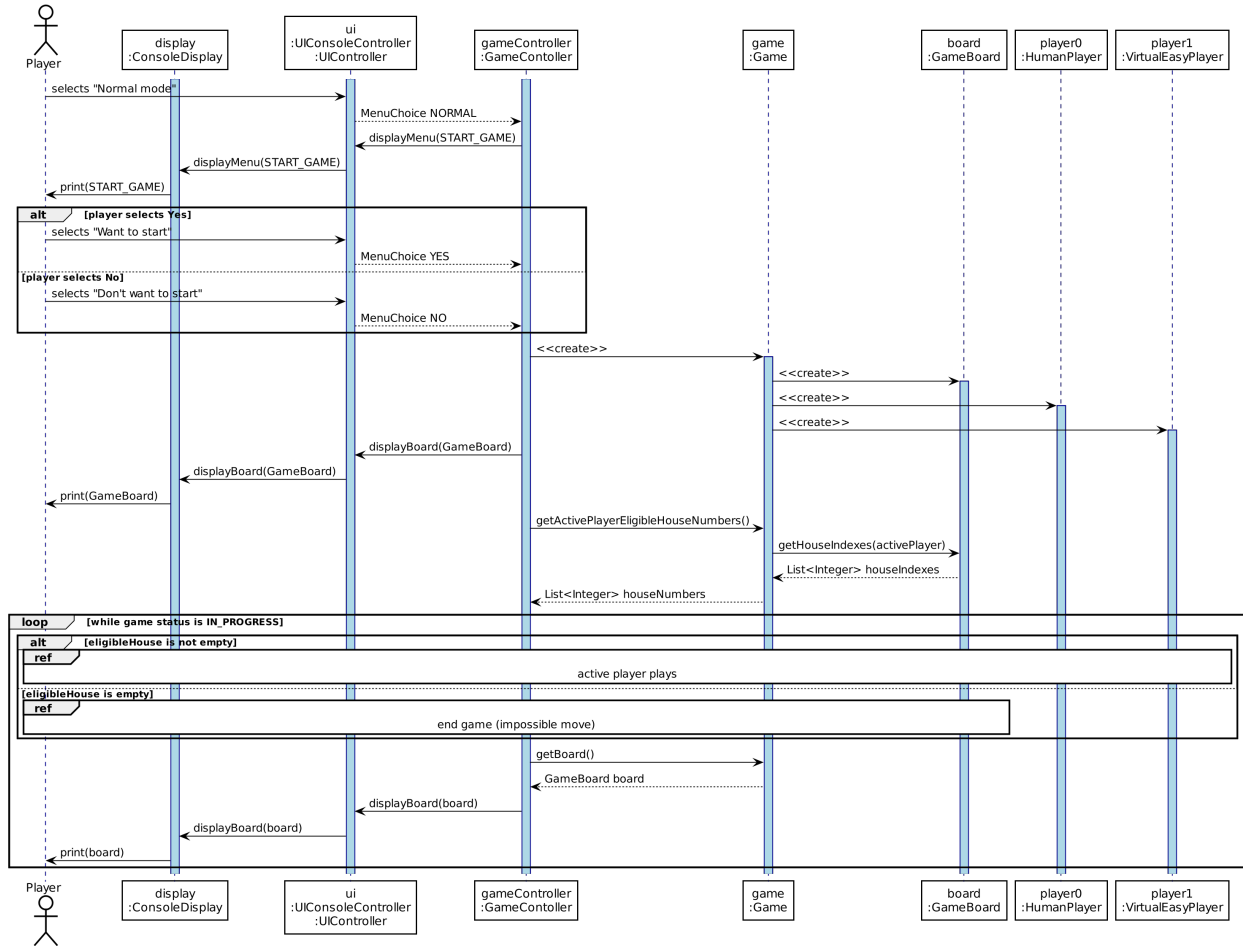 Player
display
:ConsoleDisplay
ui
:UIConsoleController
:UIController
gameController
:GameContoller
game
:Game
board
:GameBoard
player0
:HumanPlayer
player1
:VirtualEasyPlayer
selects "Normal mode"
MenuChoice NORMAL
displayMenu(START_GAME)
displayMenu(START_GAME)
print(START_GAME)
alt [player selects Yes]
selects "Want to start"
MenuChoice YES
[player selects No]
selects "Don't want to start"
MenuChoice NO
<<create>>
<<create>>
<<create>>
<<create>>
displayBoard(GameBoard)
displayBoard(GameBoard)
print(GameBoard)
getActivePlayerEligibleHouseNumbers()
getHouseIndexes(activePlayer)
List<Integer> houseIndexes
List<Integer> houseNumbers
loop [while game status is IN_PROGRESS]
alt [eligibleHouse is not empty]
ref
active player plays
[eligibleHouse is empty]
ref
end game (impossible move)
getBoard()
GameBoard board
displayBoard(board)
displayBoard(board)
print(board)
Player
display
:ConsoleDisplay
ui
:UIConsoleController
:UIController
gameController
:GameContoller
game
:Game
board
:GameBoard
player0
:HumanPlayer
player1
:VirtualEasyPlayer